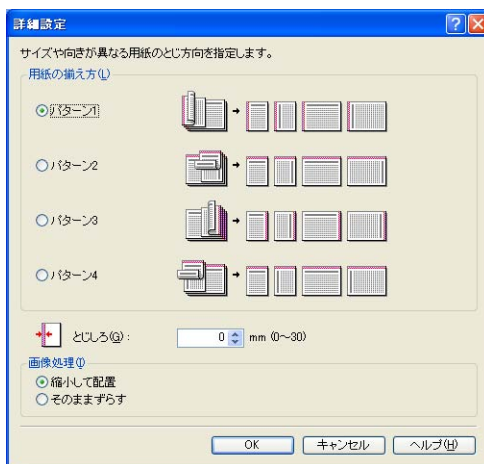 詳細設定
サイズや向きが異なる用紙のとじ方向を指定します。
用紙の揃え方(L)
パターン1
パターン2
パターン3
パターン4
とじしろ(G): 0 mm (0～30)
画像処理(I)
縮小して配置
そのままずらす
OK キャンセル ヘルプ(H)